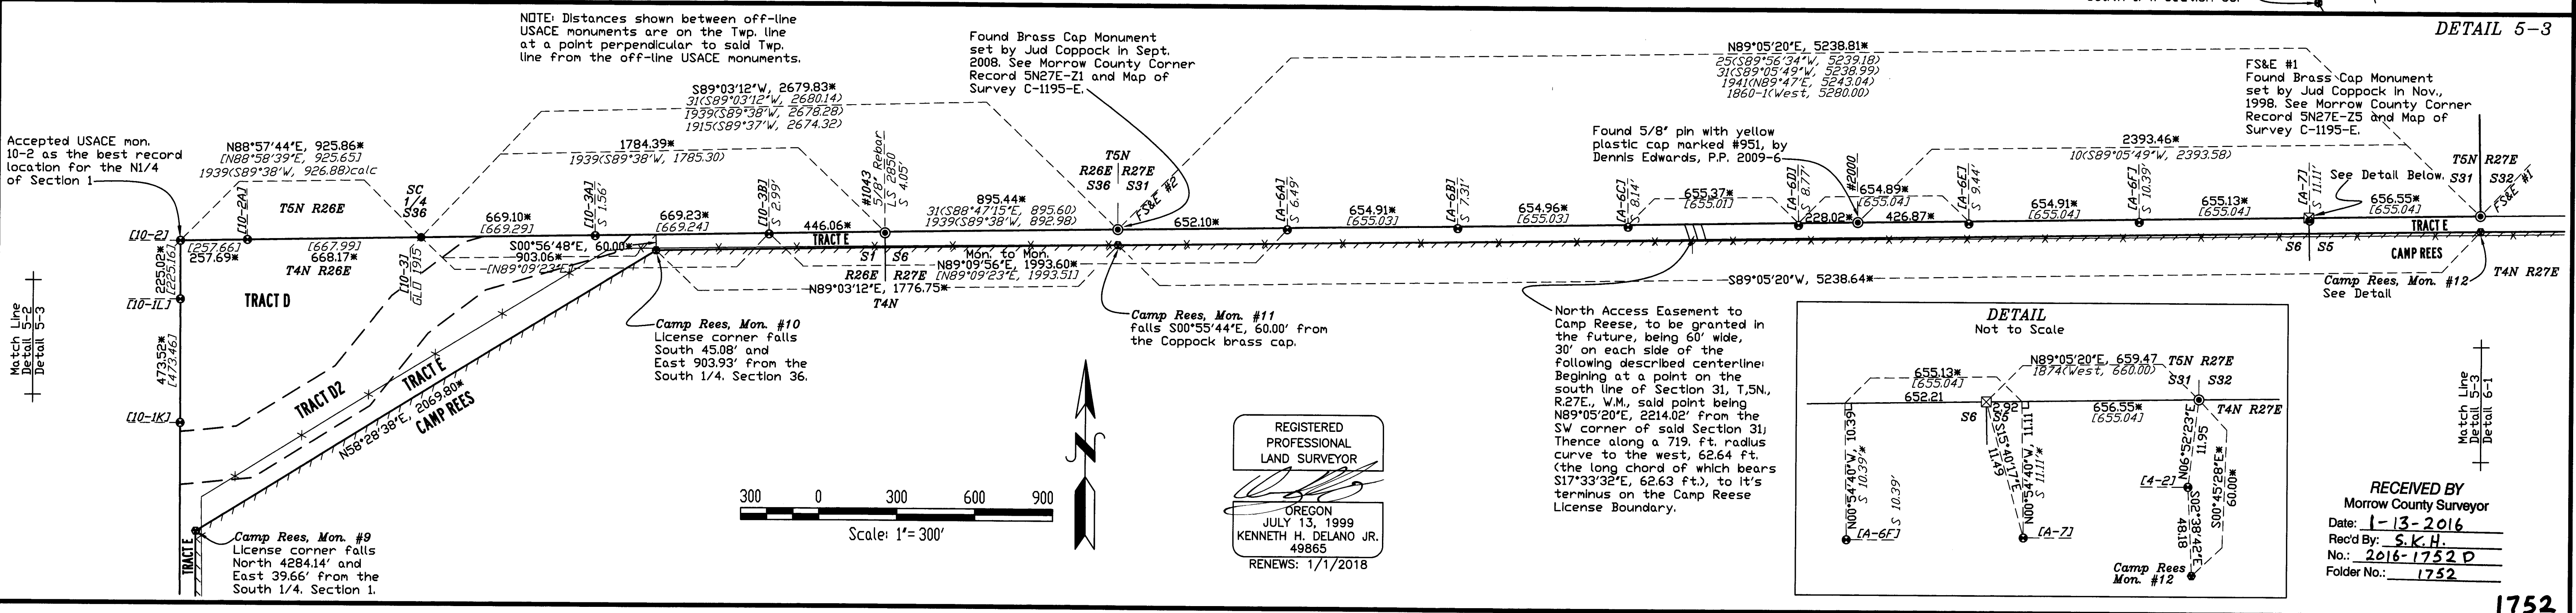 DETAIL 5-3
NOTE: Distances shown between off-line
USACE monuments are on the Twp. line
at a point perpendicular to said Twp.
line from the off-line USACE monuments.
Found Brass Cap Monument
set by Jud Coppock in Sept.
2008. See Morrow County Corner
Record 5N27E-Z1 and Map of
Survey C-1195-E.
N89°05'20"E, 5238.81*
25(S89°56'34"W, 5239.18)
31(S89°05'49"W, 5238.99)
1941(N89°47'E, 5243.04)
1860-1(West, 5280.00)
FS&E #1
Found Brass Cap Monument
set by Jud Coppock in Nov.,
1998. See Morrow County Corner
Record 5N27E-Z5 and Map of
Survey C-1195-E.
S89°03'12"W, 2679.83*
31(S89°03'12"W, 2680.14)
1939(S89°38'W, 2678.28)
1915(S89°37'W, 2674.32)
Accepted USACE mon.
10-2 as the best record
location for the N1/4
of Section 1
N88°57'44"E, 925.86*
[N88°58'39"E, 925.65]
1939(S89°38'W, 926.88)calc
1784.39*
1939(S89°38'W, 1785.30)
Found 5/8" pin with yellow
plastic cap marked #951, by
Dennis Edwards, P.P. 2009-6
2393.46*
10(S89°05'49"W, 2393.58)
[10-2A]
T5N R26E
SC
1/4
S36
[10-3A]
S 1.56'
[10-3B]
S 2.99'
#1043
5/8" Rebar
LS 2850
S 4.05'
T5N
R26E R27E
S36 S31
FS&E #2
[A-6A]
S 6.49'
[A-6B]
S 7.31'
[A-6C]
S 8.14'
[A-6D]
S 8.77'
#2000
[A-6E]
S 9.44'
[A-6F]
S 10.39'
[A-7]
S 11.11'
See Detail Below.
T5N R27E
S31 S32
FS&E #1
[10-2]
[257.66]
257.69*
[667.99]
668.17*
T4N R26E
669.10*
[669.29]
669.23*
[669.24]
446.06*
TRACT E
895.44*
31(S88°47'15"E, 895.60)
1939(S89°38'W, 892.98)
652.10*
654.91*
[655.03]
654.96*
[655.03]
655.37*
[655.01]
228.02*
654.89*
[655.04]
426.87*
654.91*
[655.04]
655.13*
[655.04]
656.55*
[655.04]
TRACT E
S6 S5
CAMP REES
T4N R27E
S00°56'48"E, 60.00*
903.06*
[N89°09'23"E]
S1 S6
R26E R27E
T4N
Mon. to Mon.
N89°09'56"E, 1993.60*
[N89°09'23"E, 1993.51]
N89°03'12"E, 1776.75*
S89°05'20"W, 5238.64*
Camp Rees, Mon. #12
See Detail
225.02*
[225.16]
[10-1L]
TRACT D
[10-3]
GLO 1915
473.52*
[473.46]
[10-1K]
Match Line
Detail 5-2
Detail 5-3
TRACT D2
TRACT E
N58°28'38"E, 2069.80*
CAMP REES
Camp Rees, Mon. #10
License corner falls
South 45.08' and
East 903.93' from the
South 1/4, Section 36.
Camp Rees, Mon. #11
falls S00°55'44"E, 60.00' from
the Coppock brass cap.
North Access Easement to
Camp Reese, to be granted in
the future, being 60' wide,
30' on each side of the
following described centerline:
Begining at a point on the
south line of Section 31, T,5N.,
R.27E., W.M., said point being
N89°05'20"E, 2214.02' from the
SW corner of said Section 31;
Thence along a 719. ft. radius
curve to the west, 62.64 ft.
(the long chord of which bears
S17°33'32"E, 62.63 ft.), to it's
terminus on the Camp Reese
License Boundary.
TRACT E
Camp Rees, Mon. #9
License corner falls
North 4284.14' and
East 39.66' from the
South 1/4, Section 1.
N
300 0 300 600 900
Scale: 1"= 300'
REGISTERED
PROFESSIONAL
LAND SURVEYOR
OREGON
JULY 13, 1999
KENNETH H. DELANO JR.
49865
RENEWS: 1/1/2018
DETAIL
Not to Scale
N89°05'20"E, 659.47
1874(West, 660.00)
T5N R27E
S31 S32
655.13*
[655.04]
652.21
S6
2.92
S5
656.55*
[655.04]
T4N R27E
N00°54'40"W, 10.39
S 10.39'*
S 10.39'
[A-6F]
S15°40'17"E
11.49
N00°54'40"W, 11.11
S 11.11'*
[A-7]
N06°52'23"E
11.95
[4-2]
S02°38'42"E
48.18
S00°45'28"E*
60.00*
Camp Rees
Mon. #12
Match Line
Detail 5-3
Detail 6-1
RECEIVED BY
Morrow County Surveyor
Date: 1-13-2016
Rec'd By: S.K.H.
No.: 2016-1752 D
Folder No.: 1752
1752